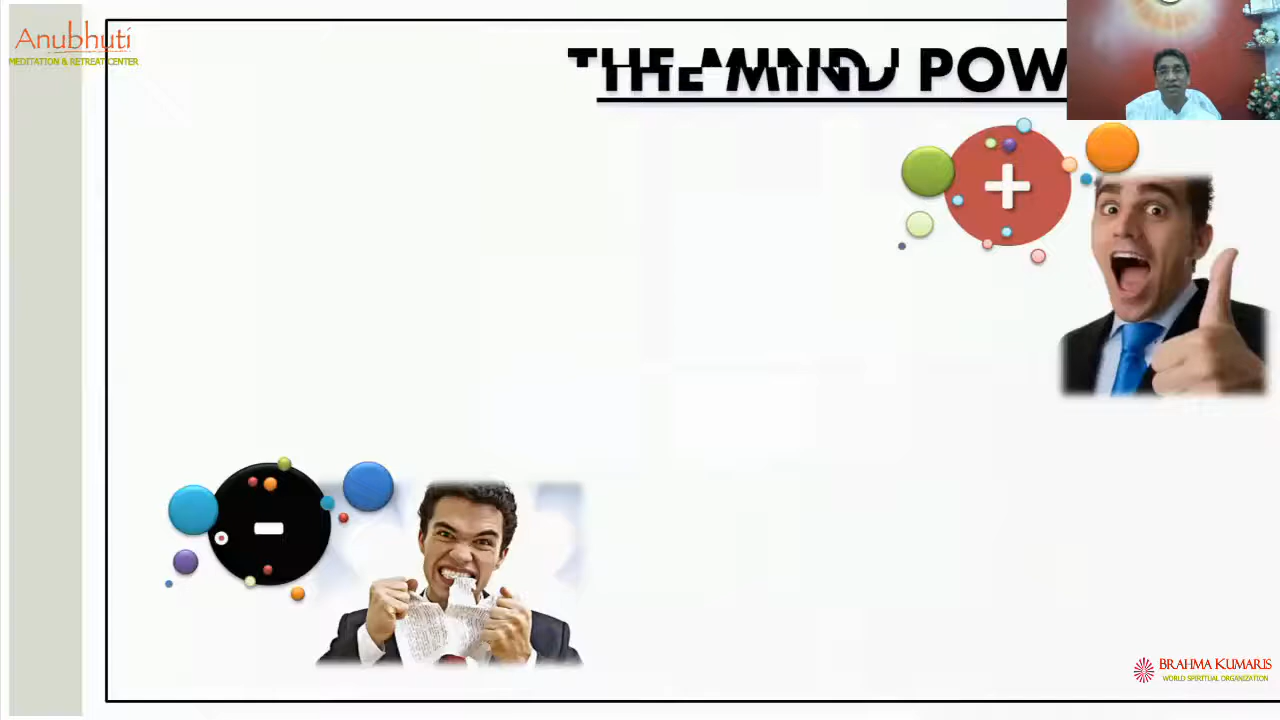 Anubhuti
MEDITATION & RETREAT CENTER
THE MIND POW
BRAHMA KUMARIS
WORLD SPIRITUAL ORGANIZATION